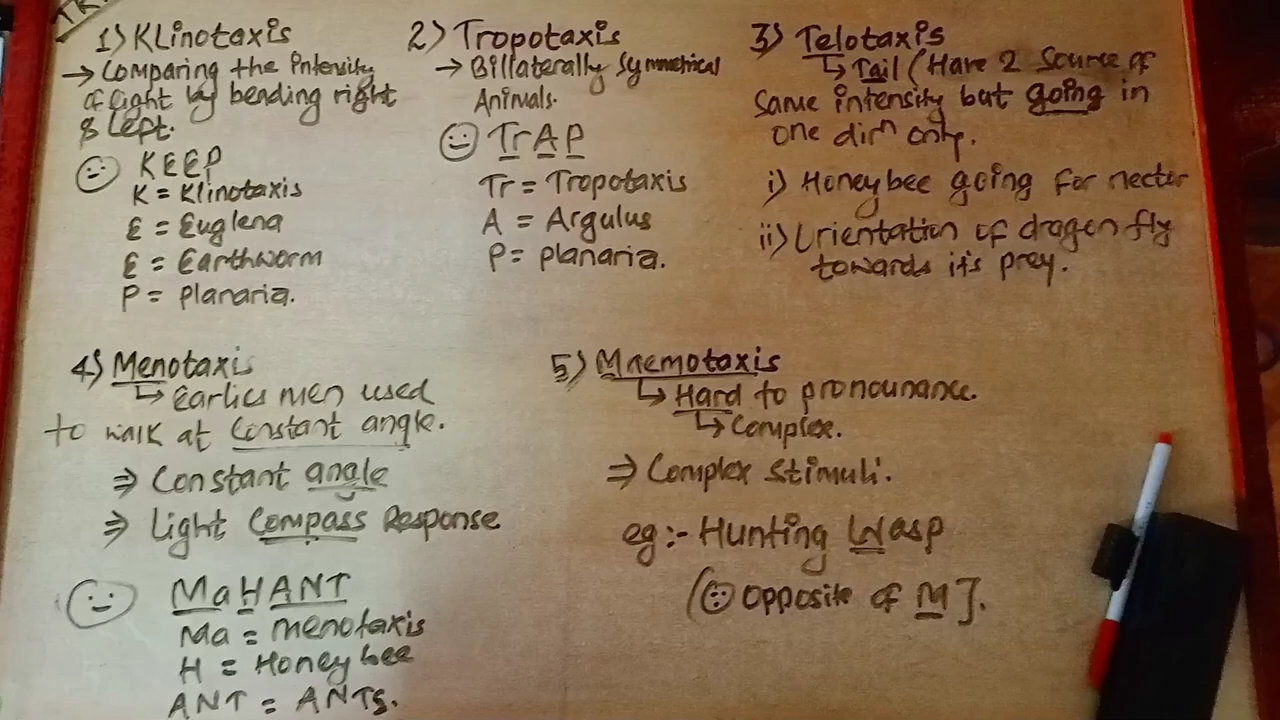 TR
1) Klinotaxis
→ Comparing the intensity
of light by bending right
& left.
☺ KEEP
K = Klinotaxis
E = Euglena
E = Earthworm
P = Planaria.
2) Tropotaxis
→ Billaterally Symmetrical
Animals.
☺ TrAP
Tr = Tropotaxis
A = Argulus
P = planaria.
3) Telotaxis
↳ Tail (Have 2 Source of
Same intensity but going in
one dirn only.
i) Honeybee going for nectar
ii) Orientation of dragon fly
towards it's prey.
4) Menotaxis
↳ Earlies men used
to walk at constant angle.
⇒ Constant angle
⇒ Light Compass Response
☺ MaHANT
Ma = menotaxis
H = Honey bee
ANT = ANTs.
5) Mnemotaxis
↳ Hard to pronounance.
↳ Complex.
⇒ Complex Stimuli.
eg:- Hunting Wasp
(☺ opposite of M].